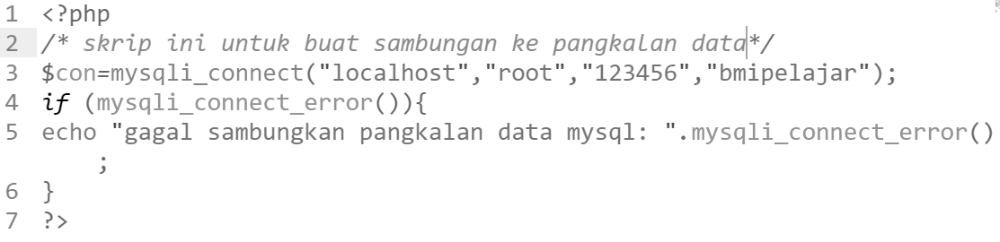 1 <?php
2 /* skrip ini untuk buat sambungan ke pangkalan data*/
3 $con=mysqli_connect("localhost","root","123456","bmipelajar");
4 if (mysqli_connect_error()){
5 echo "gagal sambungkan pangkalan data mysql: ".mysqli_connect_error()
;
6 }
7 ?>